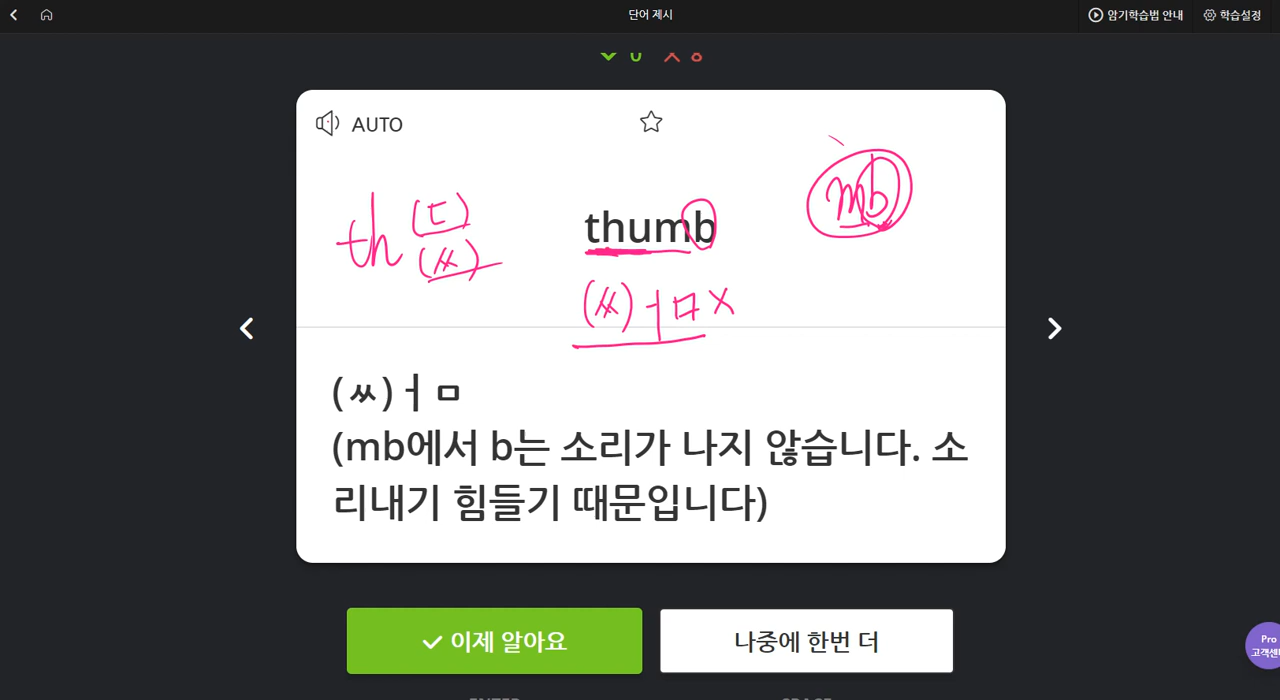 단어 제시
암기학습법 안내
학습설정
AUTO
th (ㄷ)
(ㅆ)
thumb
mb
(ㅆ)ㅓㅁ X
(ㅆ)ㅓㅁ
(mb에서 b는 소리가 나지 않습니다. 소
리내기 힘들기 때문입니다)
이제 알아요
나중에 한번 더
Pro